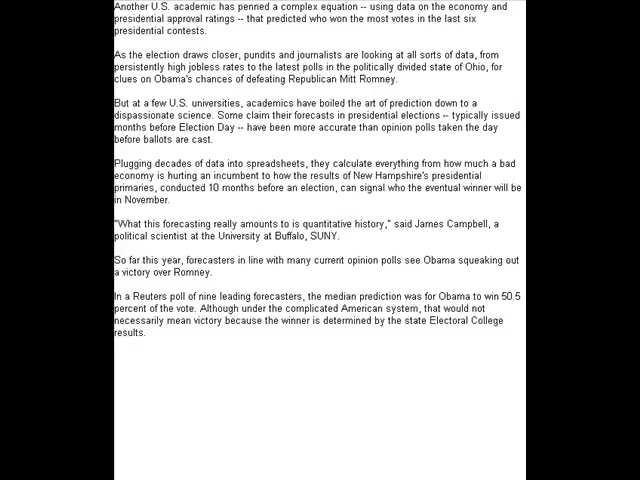 Another U.S. academic has penned a complex equation -- using data on the economy and
presidential approval ratings -- that predicted who won the most votes in the last six
presidential contests.
As the election draws closer, pundits and journalists are looking at all sorts of data, from
persistently high jobless rates to the latest polls in the politically divided state of Ohio, for
clues on Obama's chances of defeating Republican Mitt Romney.
But at a few U.S. universities, academics have boiled the art of prediction down to a
dispassionate science. Some claim their forecasts in presidential elections -- typically issued
months before Election Day -- have been more accurate than opinion polls taken the day
before ballots are cast.
Plugging decades of data into spreadsheets, they calculate everything from how much a bad
economy is hurting an incumbent to how the results of New Hampshire's presidential
primaries, conducted 10 months before an election, can signal who the eventual winner will be
in November.
"What this forecasting really amounts to is quantitative history," said James Campbell, a
political scientist at the University at Buffalo, SUNY.
So far this year, forecasters in line with many current opinion polls see Obama squeaking out
a victory over Romney.
In a Reuters poll of nine leading forecasters, the median prediction was for Obama to win 50.5
percent of the vote. Although under the complicated American system, that would not
necessarily mean victory because the winner is determined by the state Electoral College
results.